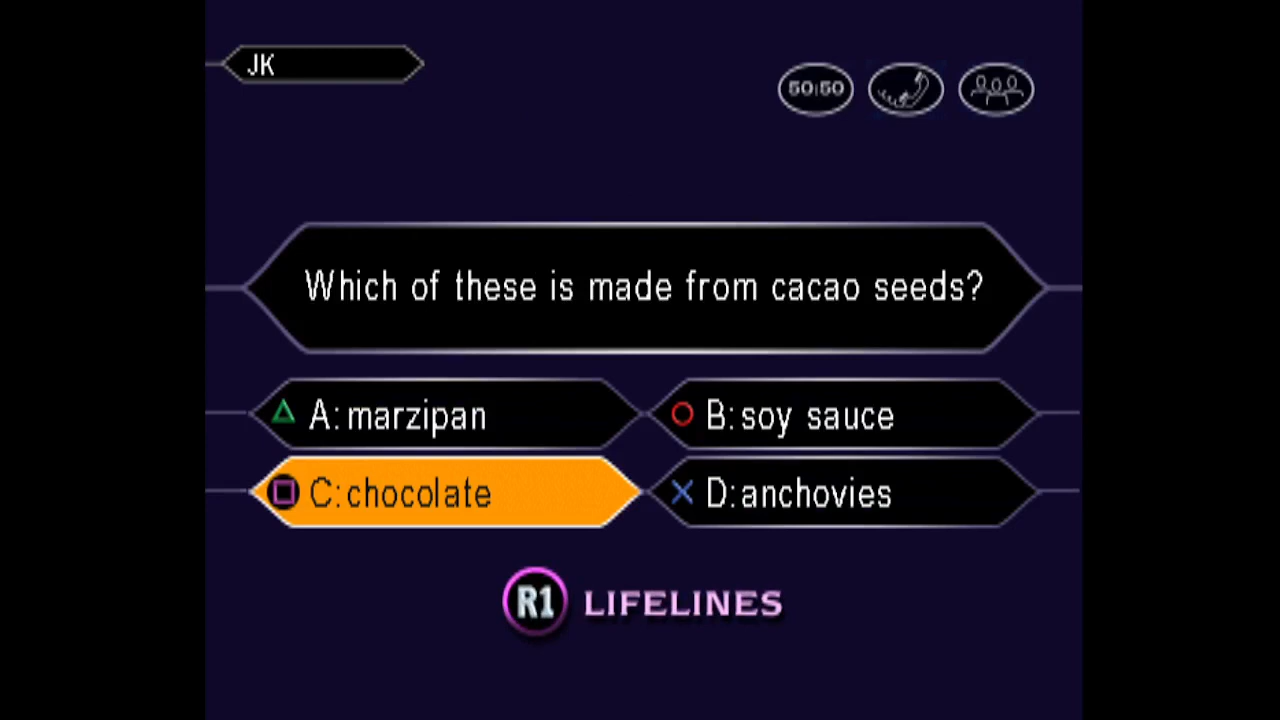 JK
50:50
Which of these is made from cacao seeds?
A: marzipan
B: soy sauce
C: chocolate
D: anchovies
R1 LIFELINES